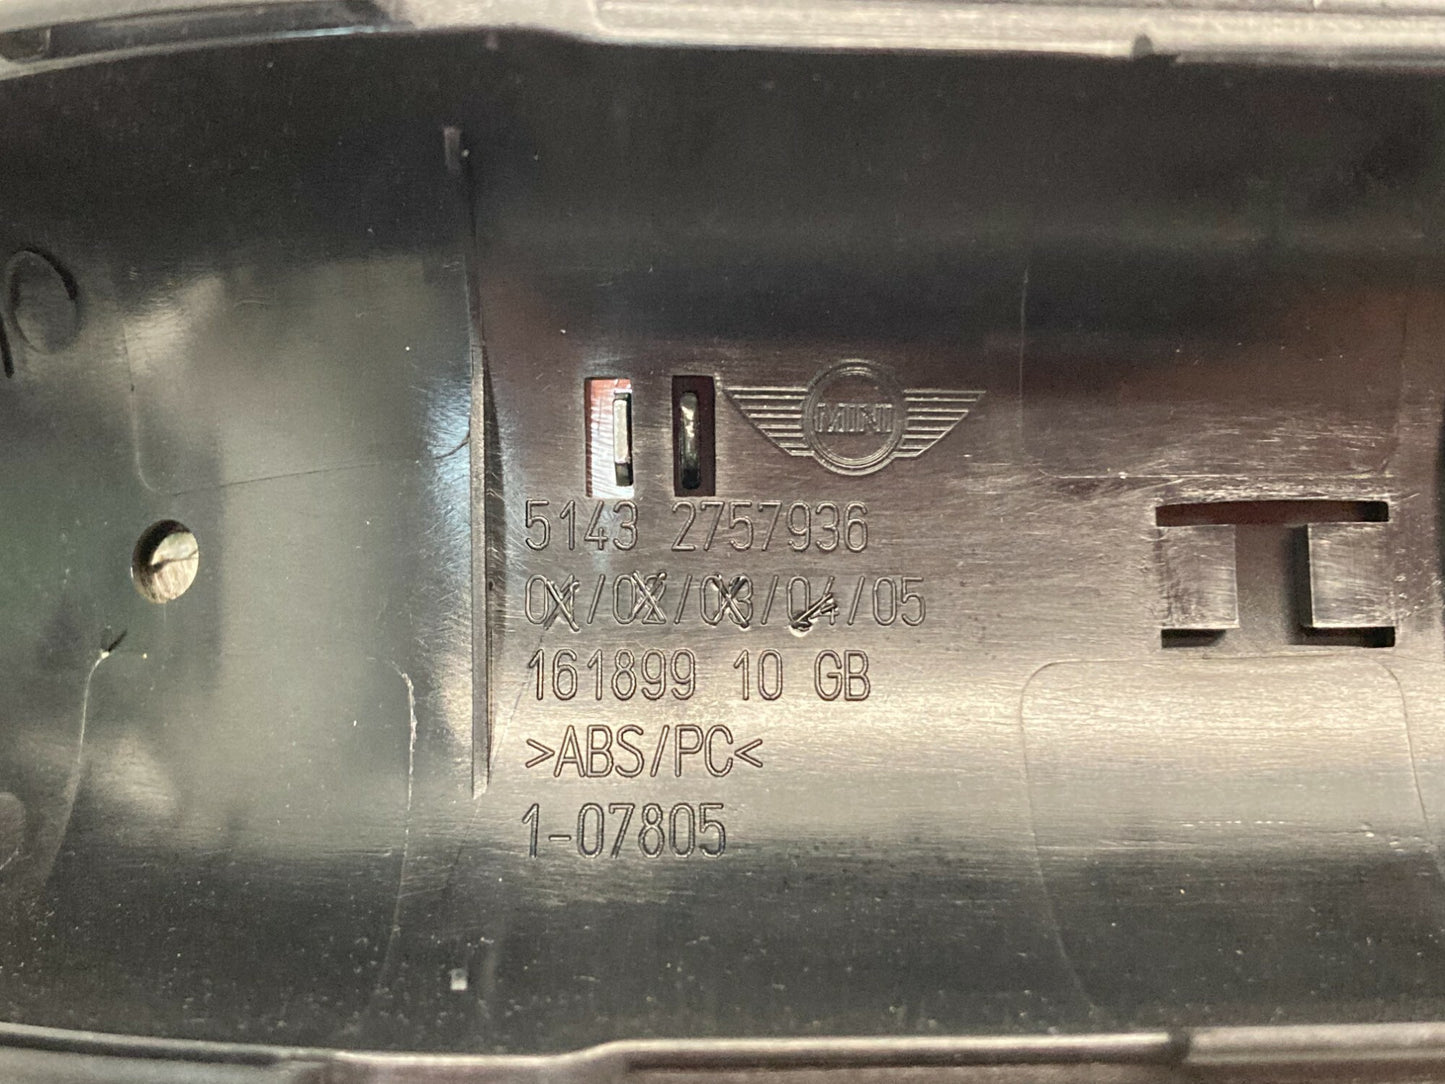 MINI
5143 2757936
01/02/03/04/05
161899 10 GB
>ABS/PC<
1-07805